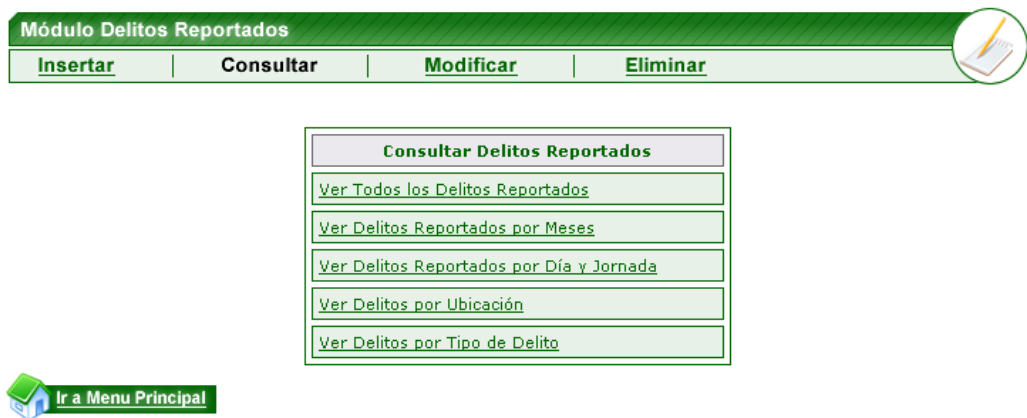 Módulo Delitos Reportados
Insertar | Consultar | Modificar | Eliminar
Consultar Delitos Reportados
Ver Todos los Delitos Reportados
Ver Delitos Reportados por Meses
Ver Delitos Reportados por Día y Jornada
Ver Delitos por Ubicación
Ver Delitos por Tipo de Delito
Ir a Menu Principal